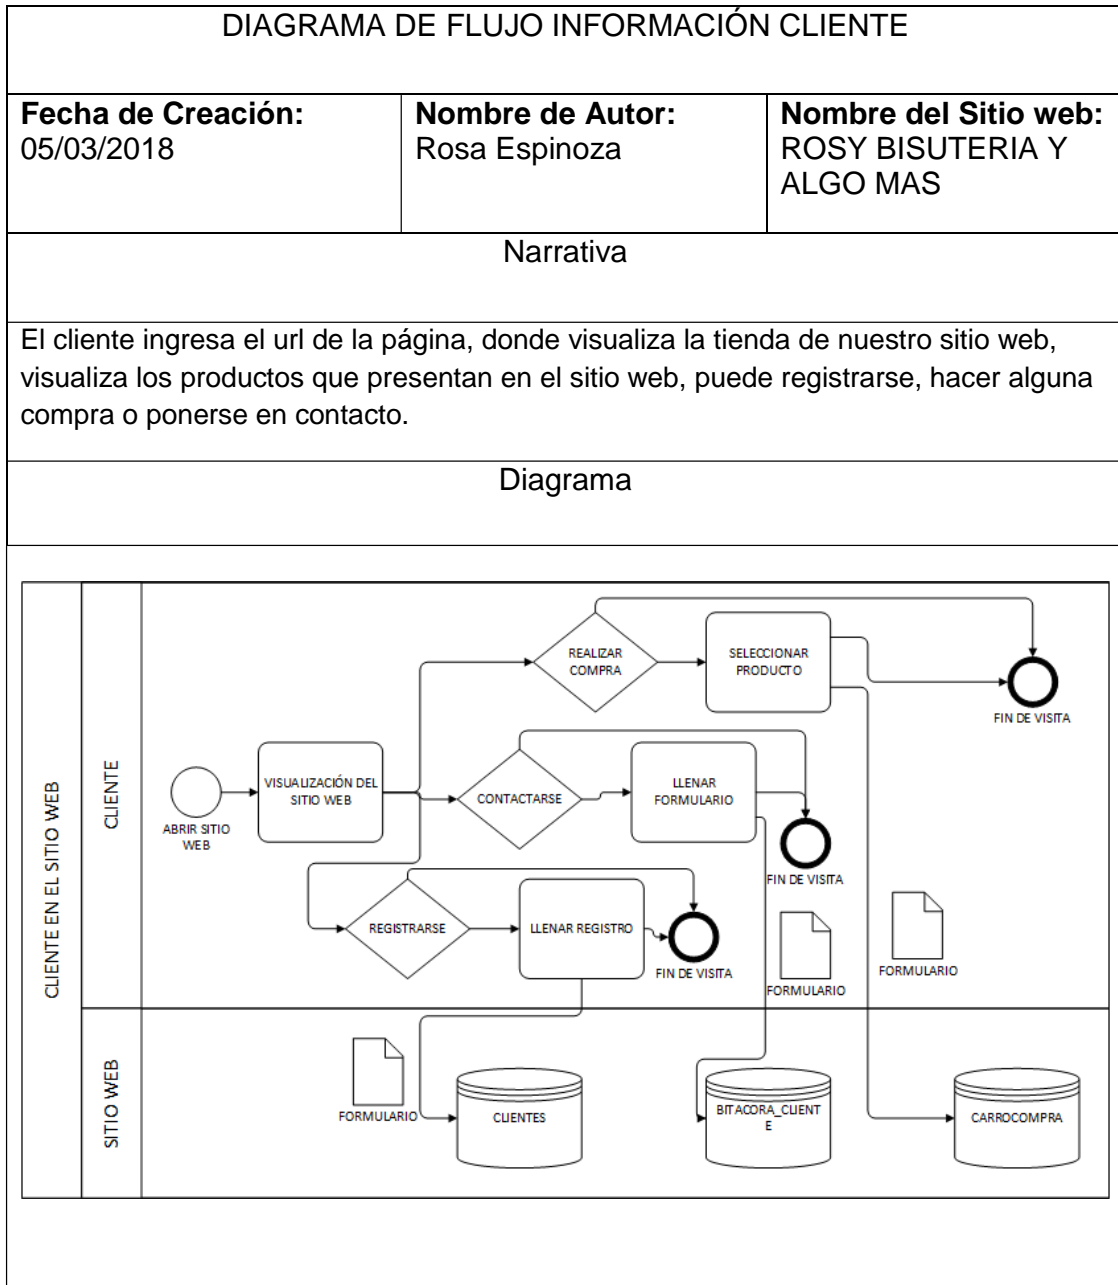 DIAGRAMA DE FLUJO INFORMACIÓN CLIENTE
Fecha de Creación:
05/03/2018
Nombre de Autor:
Rosa Espinoza
Nombre del Sitio web:
ROSY BISUTERIA Y
ALGO MAS
Narrativa
El cliente ingresa el url de la página, donde visualiza la tienda de nuestro sitio web,
visualiza los productos que presentan en el sitio web, puede registrarse, hacer alguna
compra o ponerse en contacto.
Diagrama
CLIENTE EN EL SITIO WEB
CLIENTE
REALIZAR
COMPRA
SELECCIONAR
PRODUCTO
FIN DE VISITA
ABRIR SITIO
WEB
VISUALIZACIÓN DEL
SITIO WEB
CONTACTARSE
LLENAR
FORMULARIO
FIN DE VISITA
REGISTRARSE
LLENAR REGISTRO
FIN DE VISITA
FORMULARIO
FORMULARIO
SITIO WEB
FORMULARIO
CLIENTES
BITACORA_CLIENT
E
CARROCOMPRA